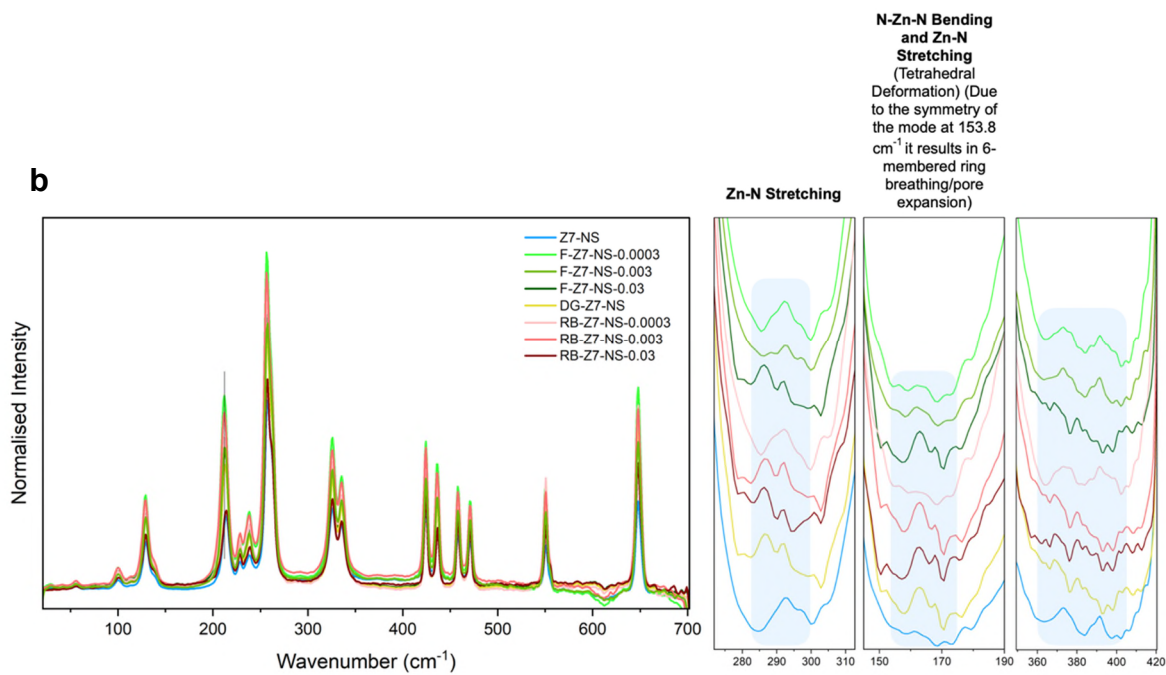 N-Zn-N Bending
and Zn-N
Stretching
(Tetrahedral
Deformation) (Due
to the symmetry of
the mode at 153.8
cm-1 it results in 6-
membered ring
breathing/pore
expansion)
Zn-N Stretching
b
Z7-NS
F-Z7-NS-0.0003
F-Z7-NS-0.003
F-Z7-NS-0.03
DG-Z7-NS
RB-Z7-NS-0.0003
RB-Z7-NS-0.003
RB-Z7-NS-0.03
Normalised Intensity
100 200 300 400 500 600 700
Wavenumber (cm-1)
280 290 300 310
150 170 190
360 380 400 420